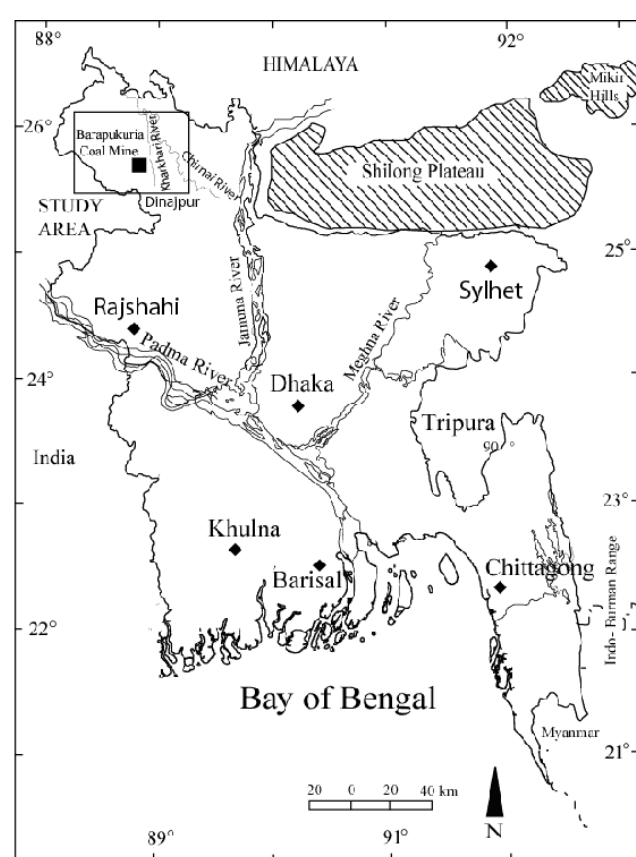 88°
92°
HIMALAYA
Mikir
Hills
26°
Barapukuria
Coal Mine
Kharkhari River
Chirnai River
Shilong Plateau
STUDY
AREA
Dinajpur
25°
Jamuna River
Sylhet
Rajshahi
Padma River
Meghna River
24°
Dhaka
Tripura
90 °
India
23°
Khulna
Barisal
Chittagong
Indo- Burman Range
22°
Bay of Bengal
Myanmar
21°
20 0 20 40 km
N
89°
91°